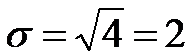 σ = √4 = 2